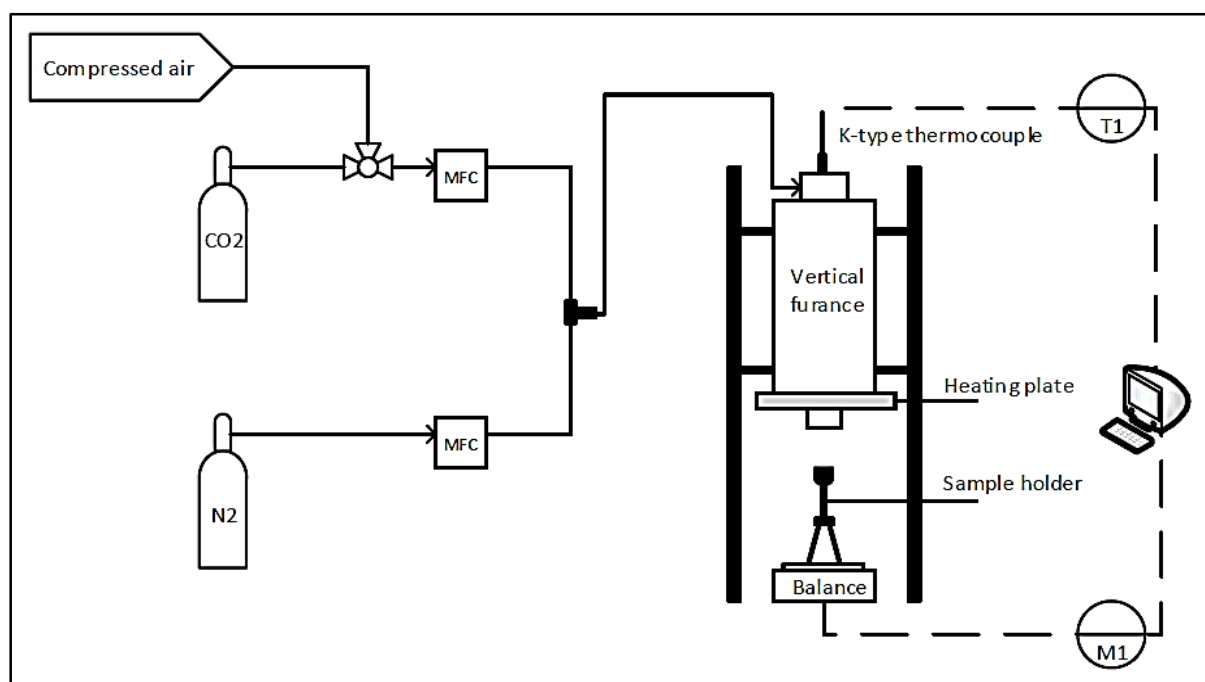 Compressed air
K-type thermocouple
T1
MFC
CO2
Vertical
furance
Heating plate
MFC
Sample holder
N2
Balance
M1